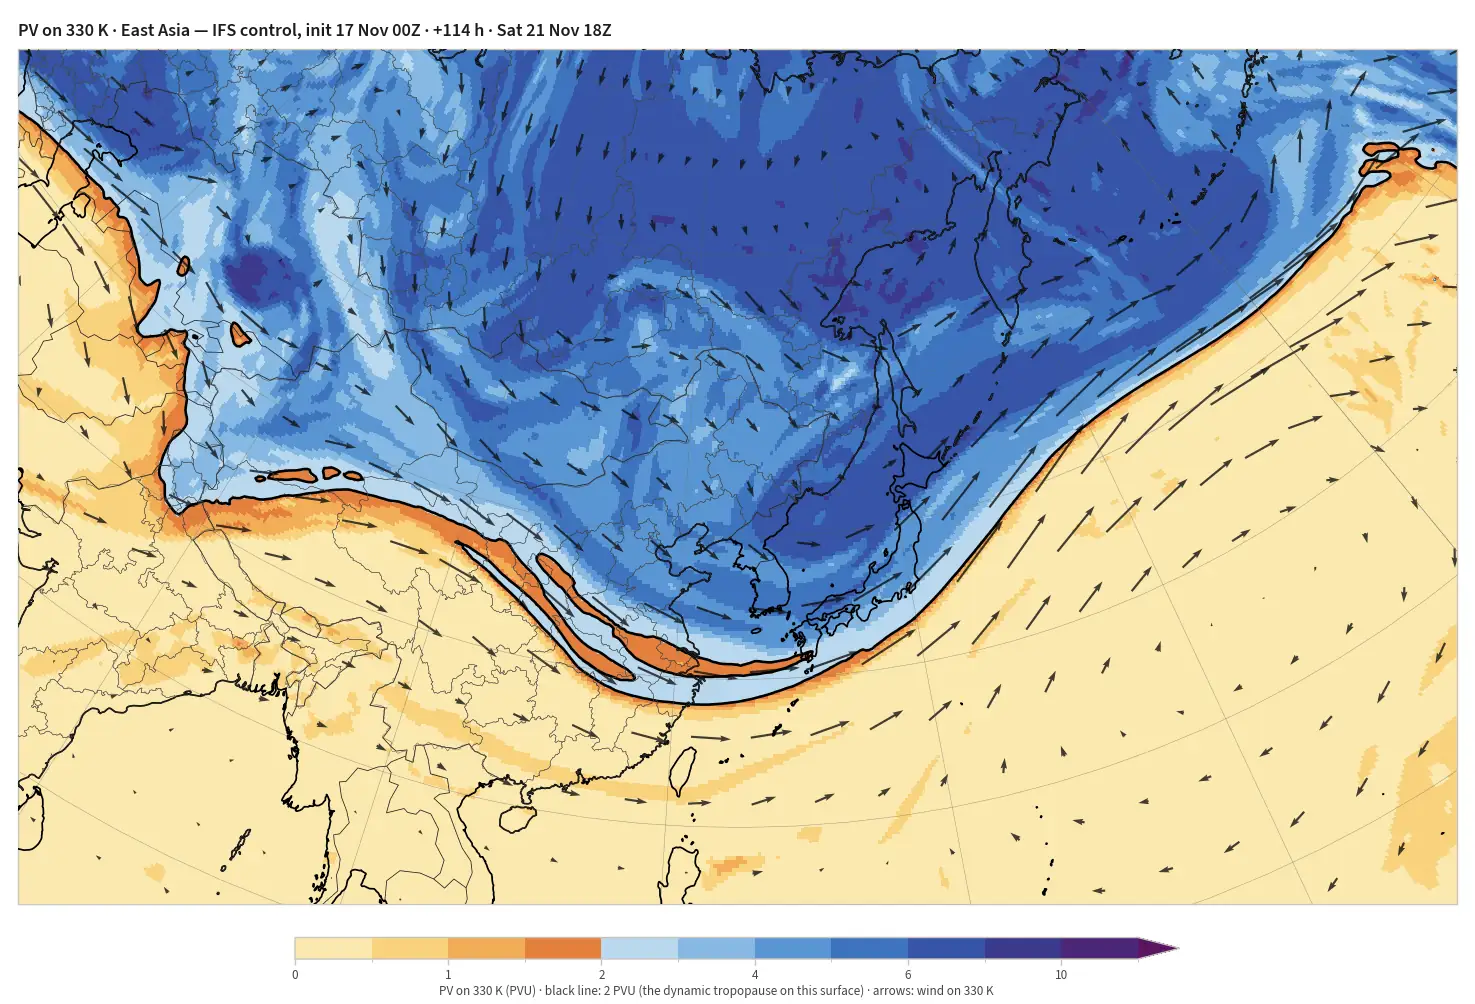 PV on 330 K · East Asia — IFS control, init 17 Nov 00Z · +114 h · Sat 21 Nov 18Z
0 1 2 4 6 10
PV on 330 K (PVU) · black line: 2 PVU (the dynamic tropopause on this surface) · arrows: wind on 330 K